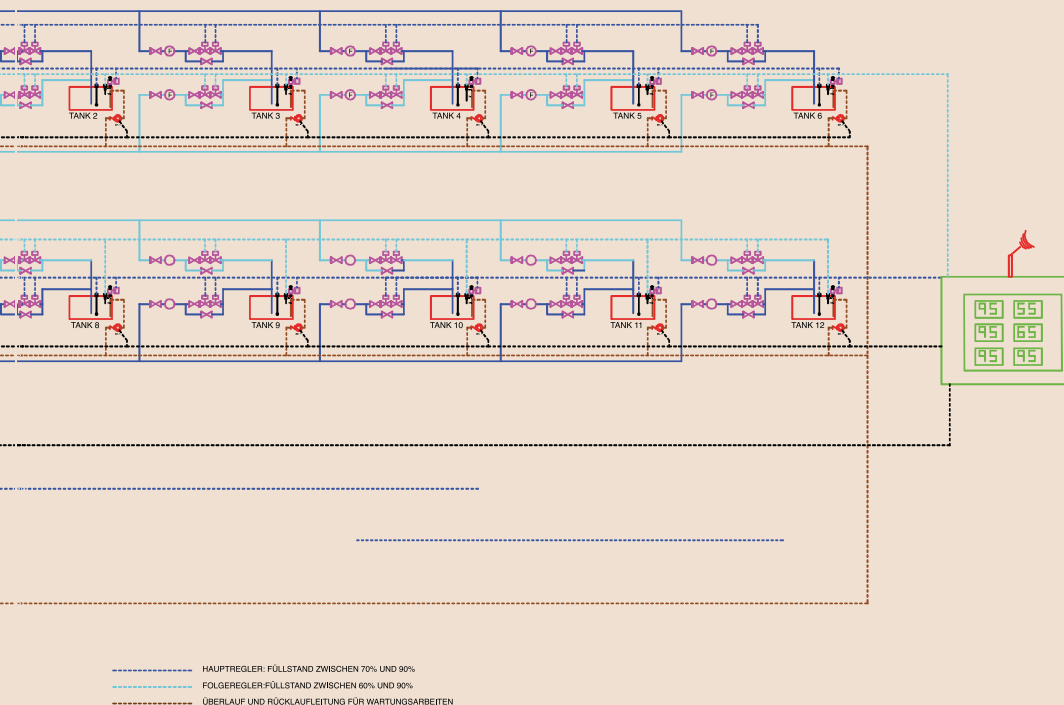 F F F F
F F F F
TANK 2 TANK 3 TANK 4 TANK 5 TANK 6
TANK 8 TANK 9 TANK 10 TANK 11 TANK 12
95 55
95 65
95 95
HAUPTREGLER: FÜLLSTAND ZWISCHEN 70% UND 90%
FOLGEREGLER:FÜLLSTAND ZWISCHEN 60% UND 90%
ÜBERLAUF UND RÜCKLAUFLEITUNG FÜR WARTUNGSARBEITEN